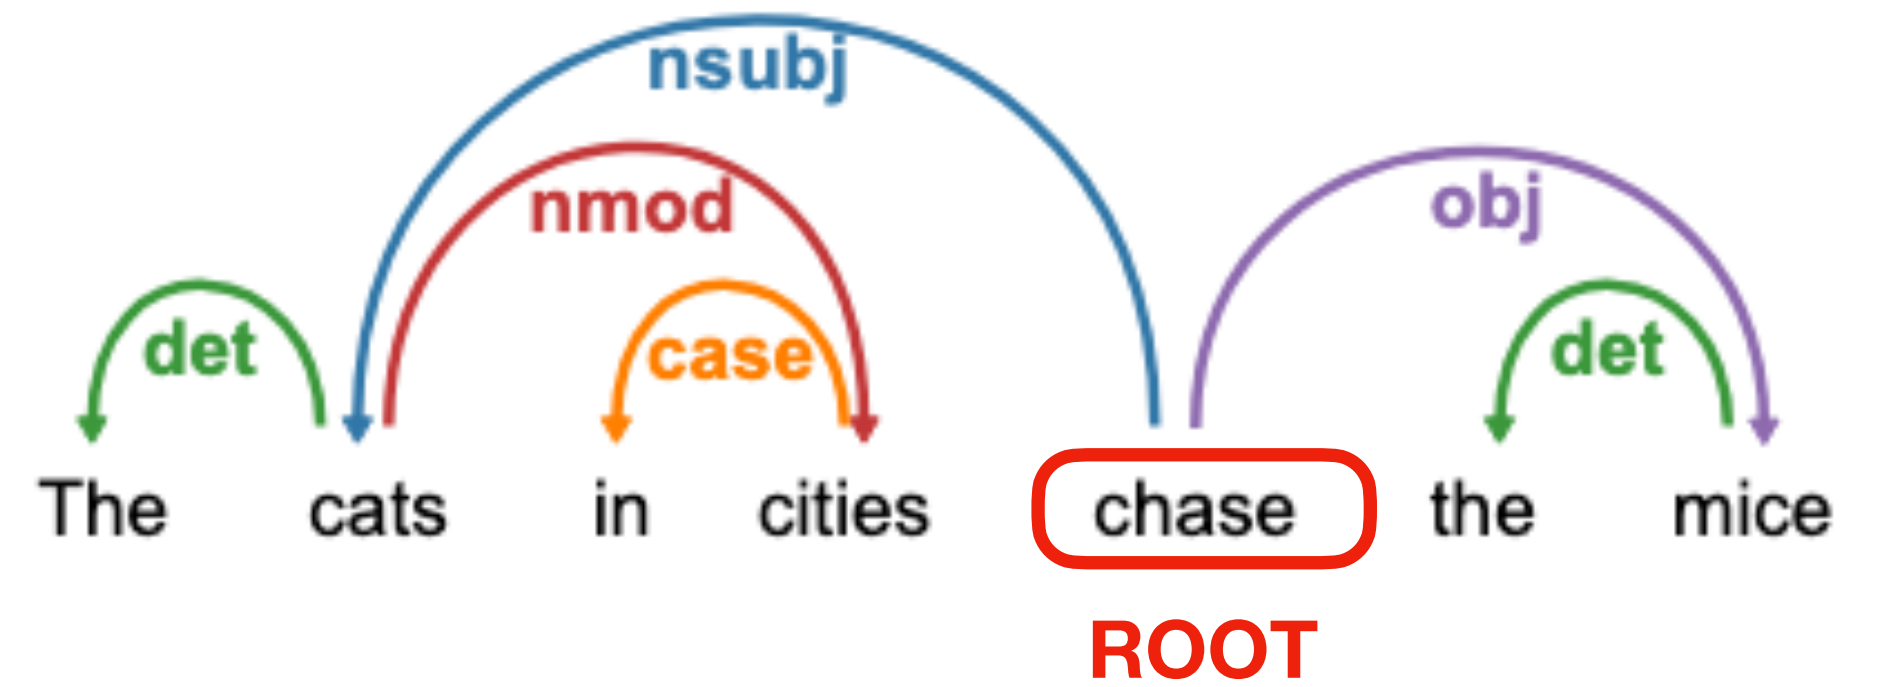 nsubj
nmod
obj
det
case
det
The cats in cities chase the mice
ROOT